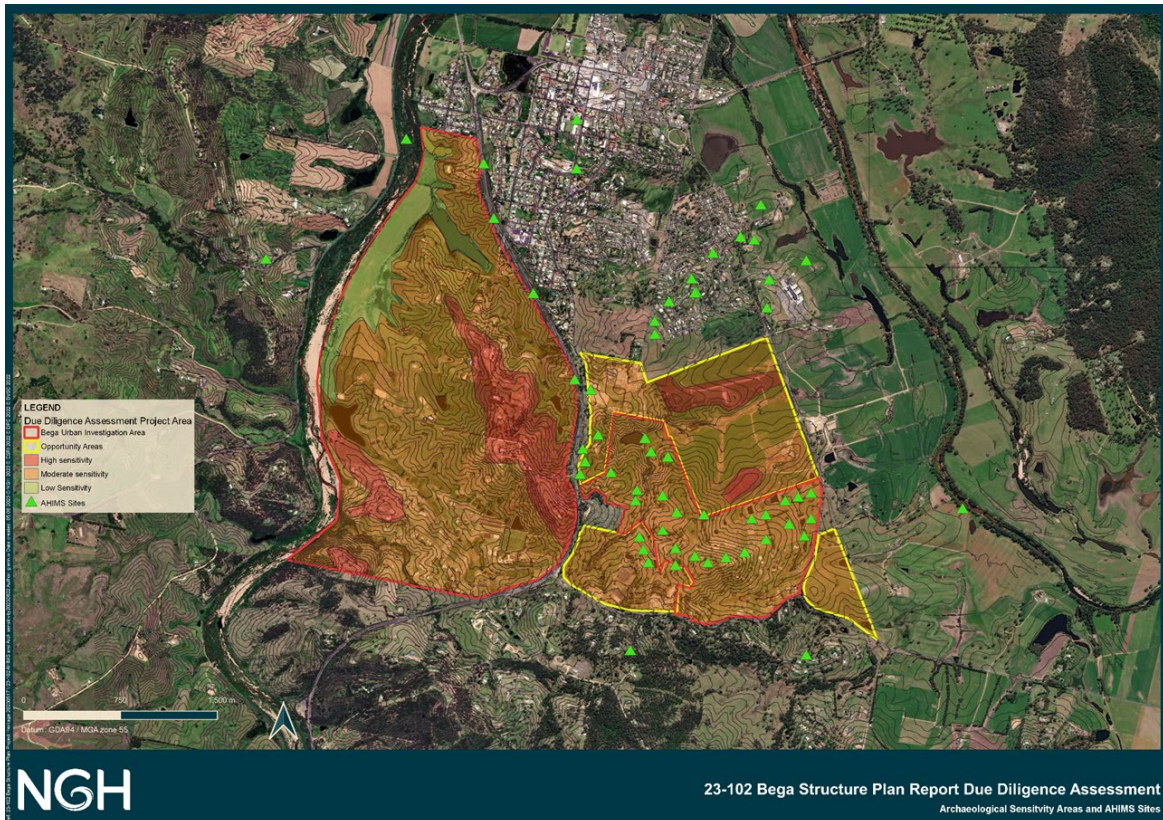 LEGEND
Due Diligence Assessment Project Area
Bega Urban Investigation Area
Opportunity Areas
High sensitivity
Moderate sensitivity
Low Sensitivity
AHIMS Sites
0 750 1,500 m
Datum: GDA94 / MGA zone 55
NGH
23-102 Bega Structure Plan Report Due Diligence Assessment
Archaeological Sensitvity Areas and AHIMS Sites